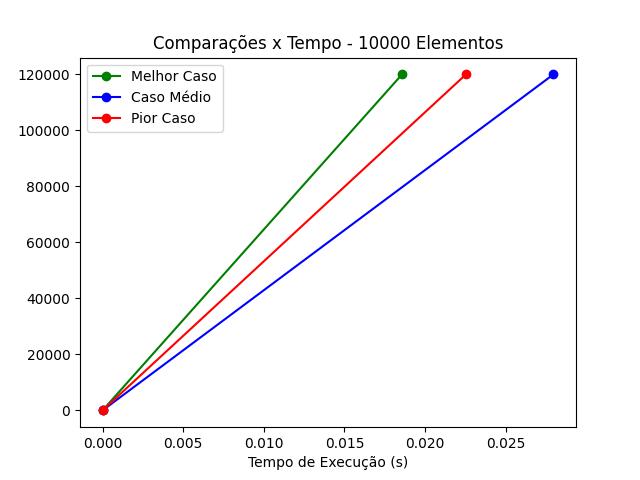 Comparações x Tempo - 10000 Elementos
Melhor Caso
Caso Médio
Pior Caso
120000
100000
80000
60000
40000
20000
0
0.000 0.005 0.010 0.015 0.020 0.025
Tempo de Execução (s)